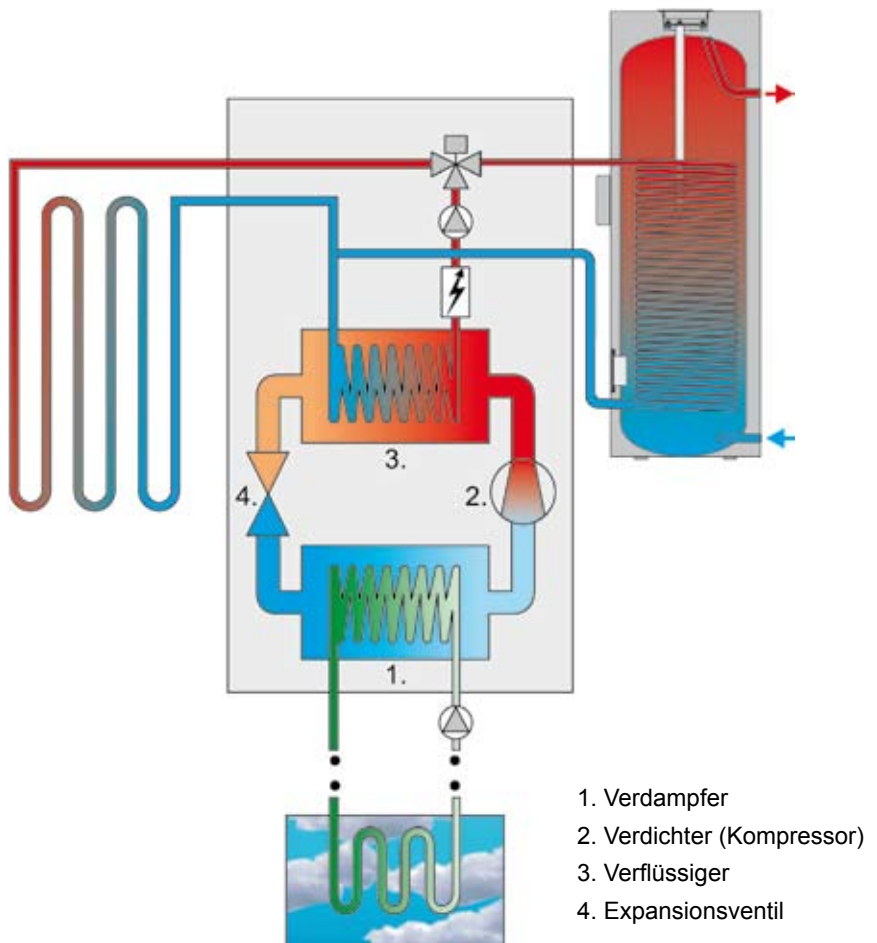 3.
4.
2.
1.
1. Verdampfer
2. Verdichter (Kompressor)
3. Verflüssiger
4. Expansionsventil